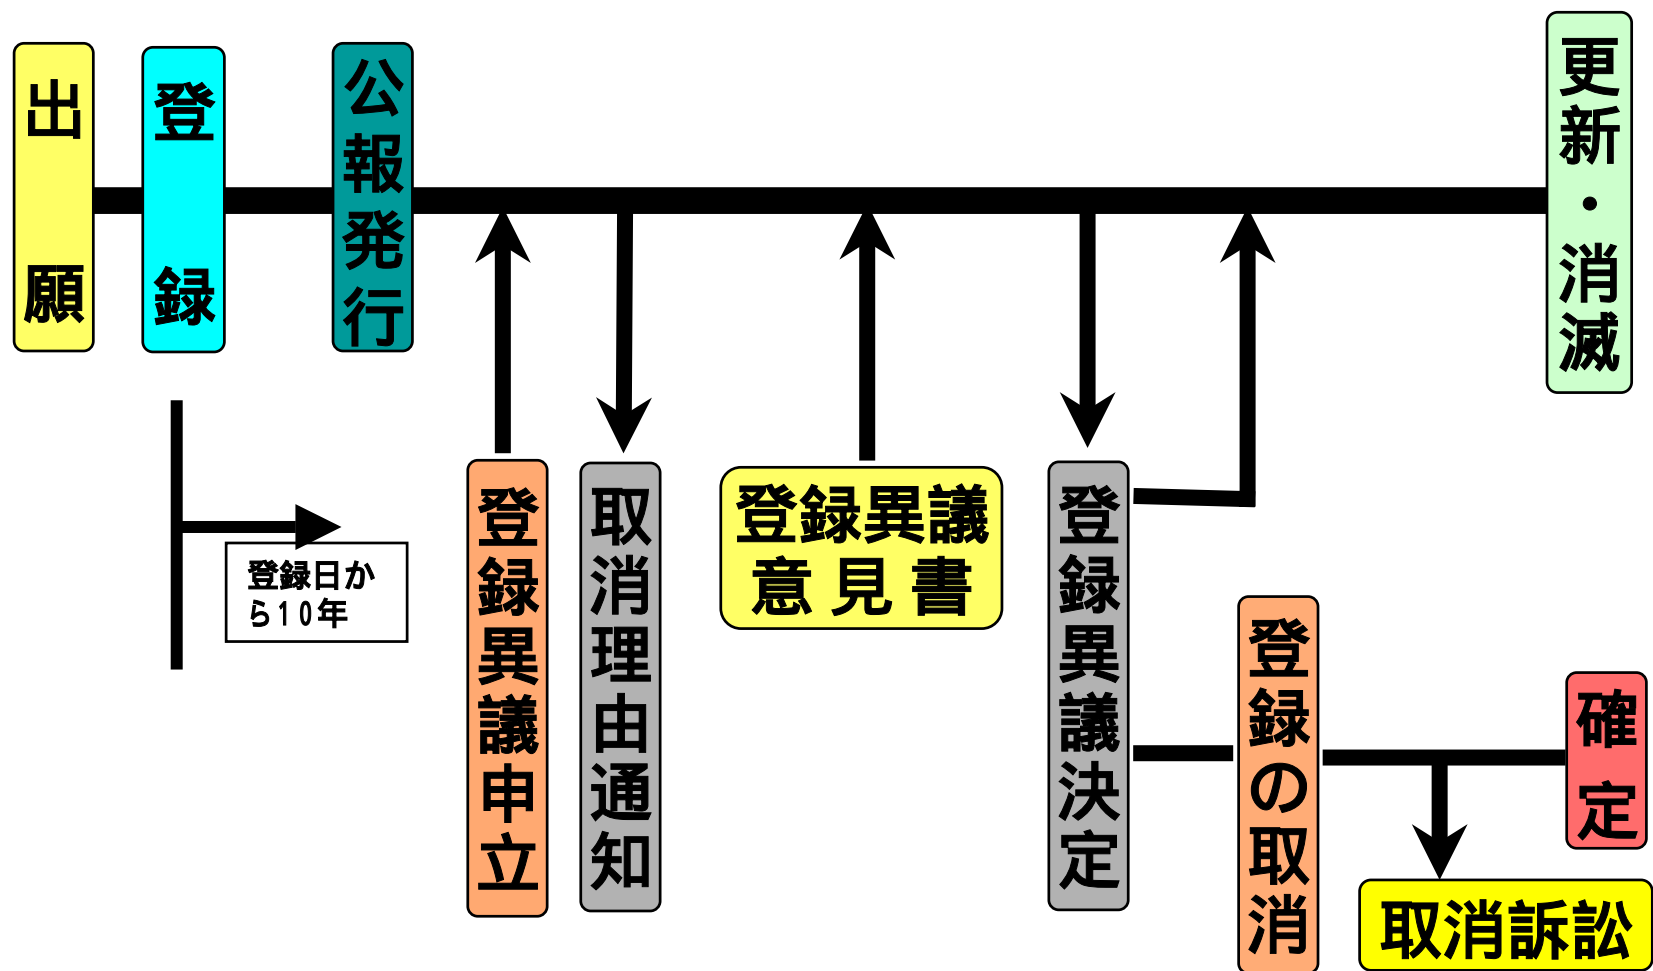 出願
登録
公報発行
更新・消滅
登録日か
ら10年
登録異議申立
取消理由通知
登録異議
意見書
登録異議決定
登録の取消
確定
取消訴訟